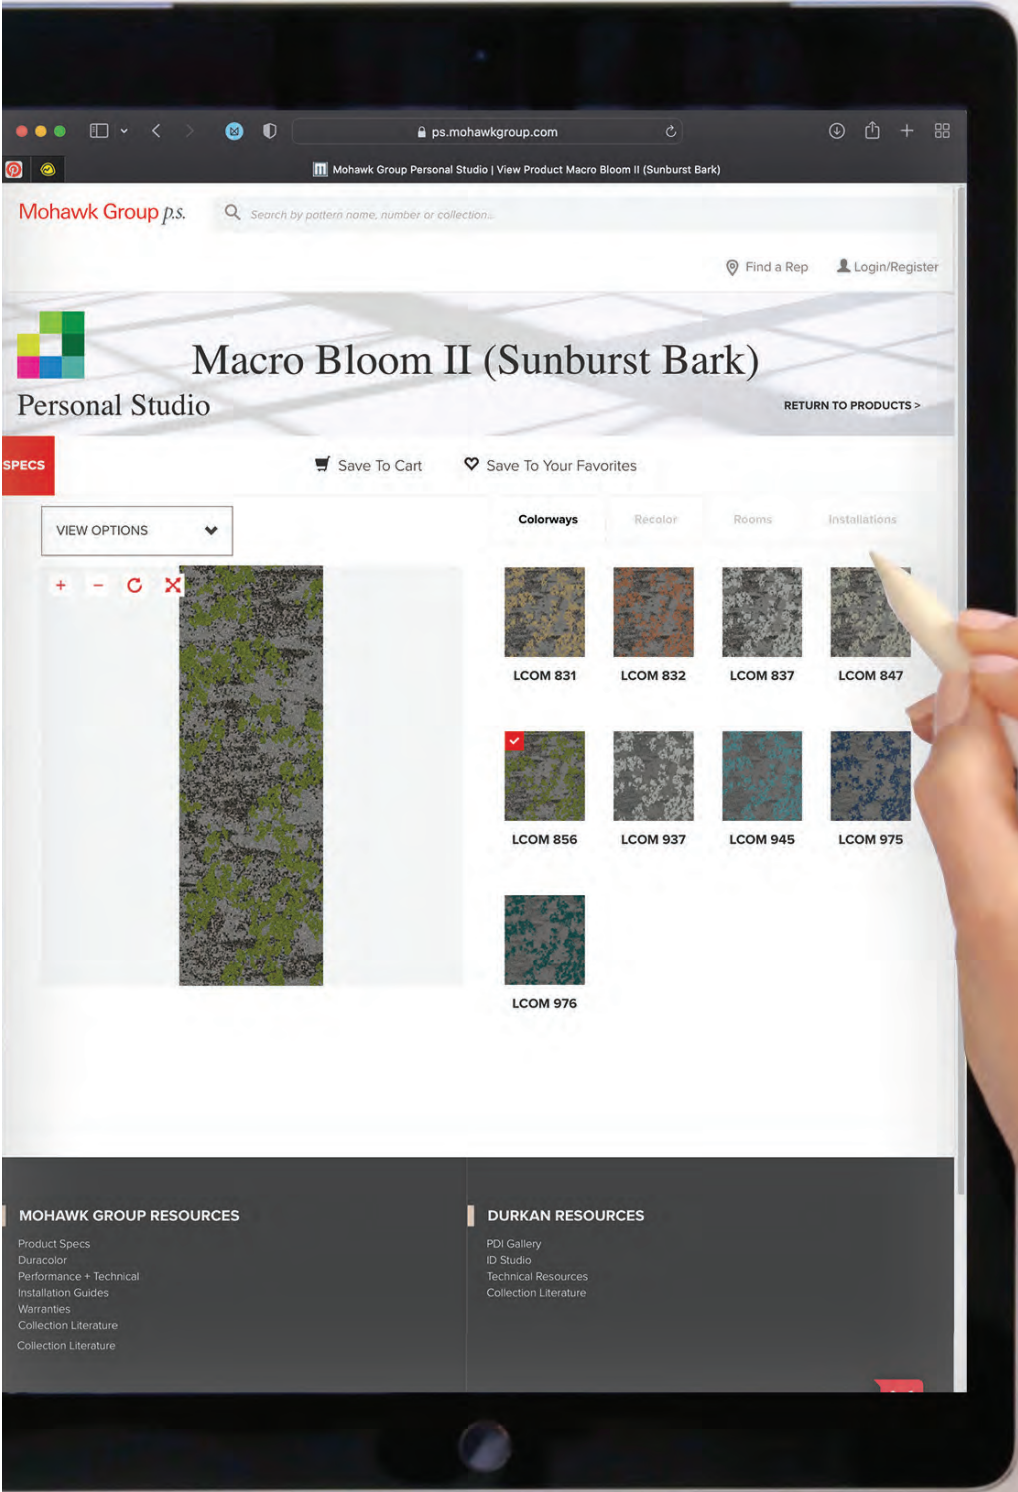 ps.mohawkgroup.com
Mohawk Group Personal Studio | View Product Macro Bloom II (Sunburst Bark)
Mohawk Group p.s.
Search by pattern name, number or collection...
Find a Rep
Login/Register
Macro Bloom II (Sunburst Bark)
Personal Studio
RETURN TO PRODUCTS >
SPECS
Save To Cart
Save To Your Favorites
VIEW OPTIONS
Colorways
Recolor
Rooms
Installations
LCOM 831
LCOM 832
LCOM 837
LCOM 847
LCOM 856
LCOM 937
LCOM 945
LCOM 975
LCOM 976
MOHAWK GROUP RESOURCES
Product Specs
Duracolor
Performance + Technical
Installation Guides
Warranties
Collection Literature
Collection Literature
DURKAN RESOURCES
PDI Gallery
ID Studio
Technical Resources
Collection Literature